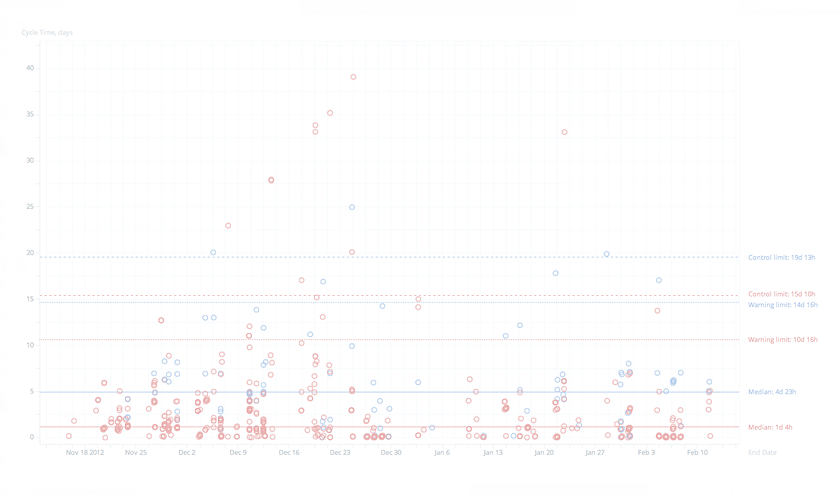 Cycle Time, days
40
35
30
25
20
15
10
5
0
Control limit: 19d 13h
Control limit: 15d 10h
Warning limit: 14d 16h
Warning limit: 10d 16h
Median: 4d 23h
Median: 1d 4h
Nov 18 2012 Nov 25 Dec 2 Dec 9 Dec 16 Dec 23 Dec 30 Jan 6 Jan 13 Jan 20 Jan 27 Feb 3 Feb 10 End Date